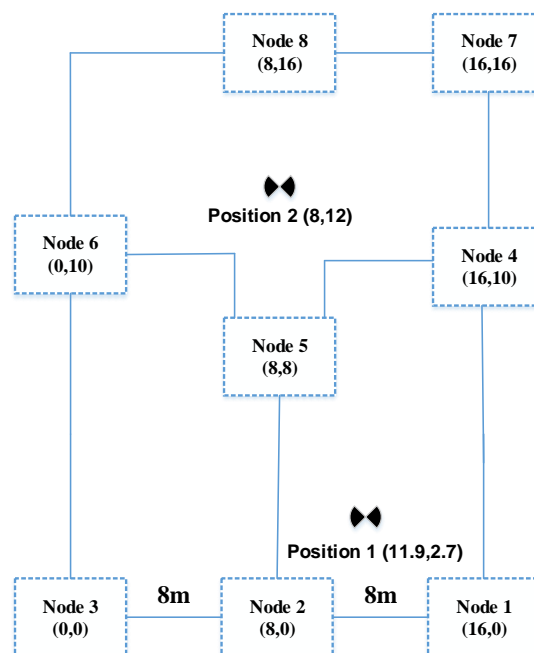 Node 8
(8,16)
Node 7
(16,16)
Position 2 (8,12)
Node 6
(0,10)
Node 4
(16,10)
Node 5
(8,8)
Position 1 (11.9,2.7)
Node 3
(0,0)
8m
Node 2
(8,0)
8m
Node 1
(16,0)